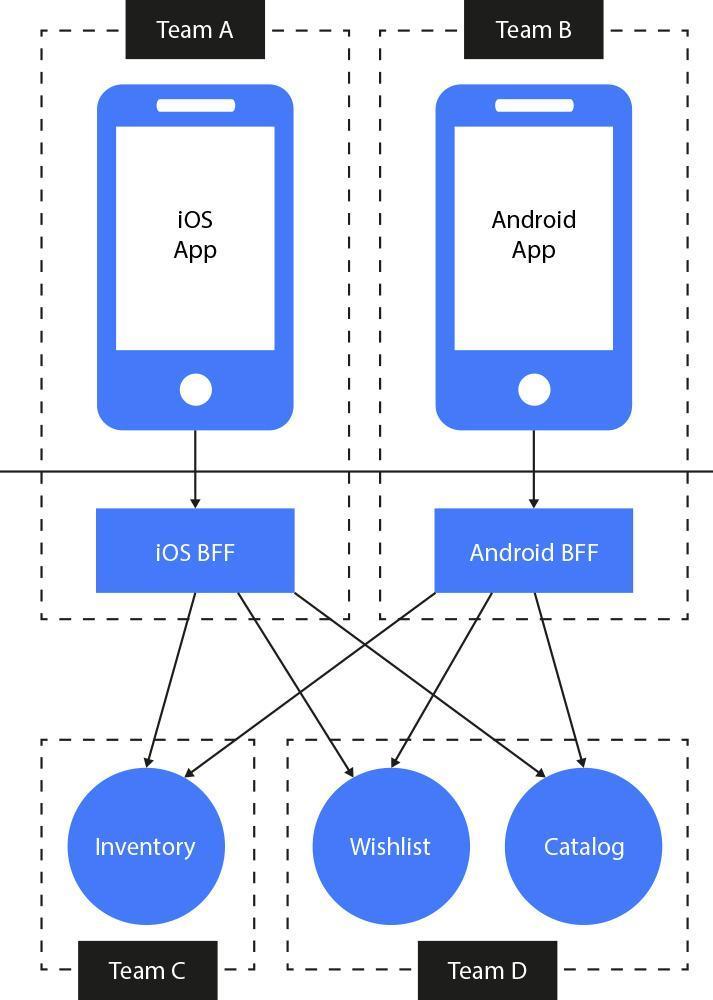 Team A
Team B
iOS
App
Android
App
iOS BFF
Android BFF
Inventory
Wishlist
Catalog
Team C
Team D